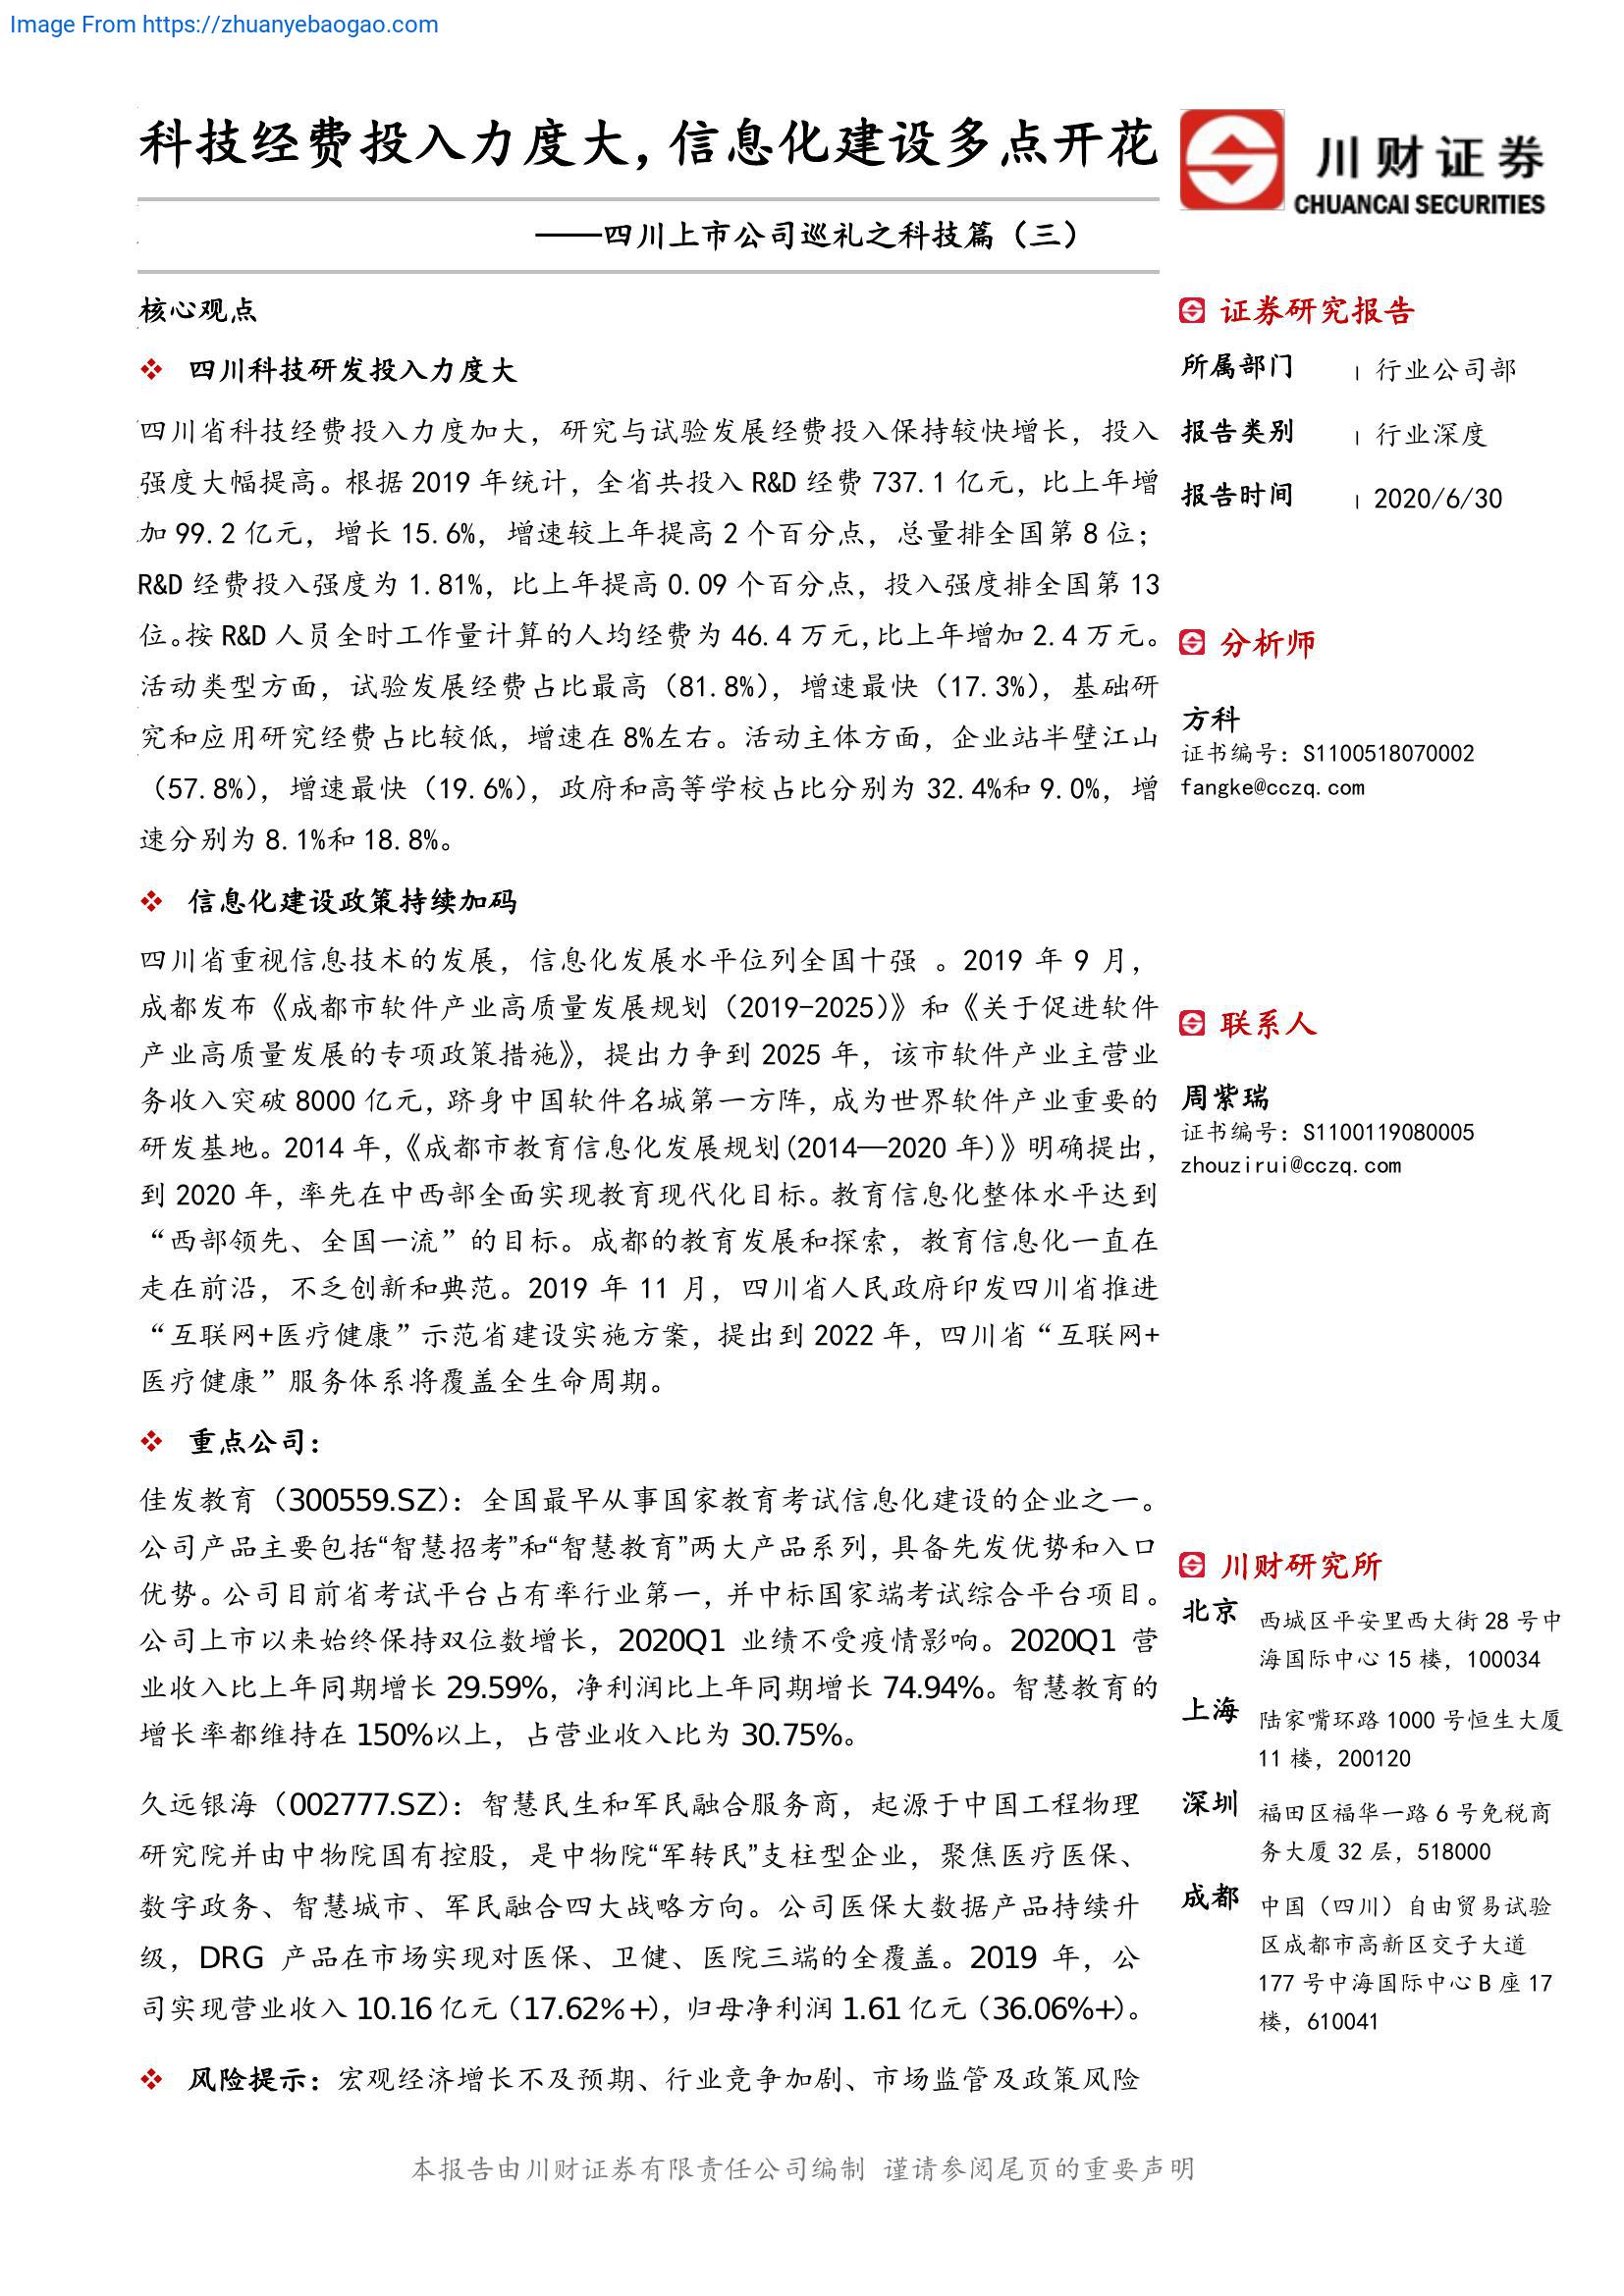 Image From https://zhuanyebaogao.com
科技经费投入力度大，信息化建设多点开花
——四川上市公司巡礼之科技篇（三）
核心观点
四川科技研发投入力度大
四川省科技经费投入力度加大，研究与试验发展经费投入保持较快增长，投入
强度大幅提高。根据 2019 年统计，全省共投入 R&D 经费 737.1 亿元，比上年增
加 99.2 亿元，增长 15.6%，增速较上年提高 2 个百分点，总量排全国第 8 位；
R&D 经费投入强度为 1.81%，比上年提高 0.09 个百分点，投入强度排全国第 13
位。按 R&D 人员全时工作量计算的人均经费为 46.4 万元，比上年增加 2.4 万元。
活动类型方面，试验发展经费占比最高（81.8%），增速最快（17.3%），基础研
究和应用研究经费占比较低，增速在 8%左右。活动主体方面，企业站半壁江山
（57.8%），增速最快（19.6%），政府和高等学校占比分别为 32.4%和 9.0%，增
速分别为 8.1%和 18.8%。
信息化建设政策持续加码
四川省重视信息技术的发展，信息化发展水平位列全国十强 。2019 年 9 月，
成都发布《成都市软件产业高质量发展规划（2019-2025）》和《关于促进软件
产业高质量发展的专项政策措施》，提出力争到 2025 年，该市软件产业主营业
务收入突破 8000 亿元，跻身中国软件名城第一方阵，成为世界软件产业重要的
研发基地。2014 年，《成都市教育信息化发展规划(2014—2020 年)》明确提出，
到 2020 年，率先在中西部全面实现教育现代化目标。教育信息化整体水平达到
“西部领先、全国一流”的目标。成都的教育发展和探索，教育信息化一直在
走在前沿，不乏创新和典范。2019 年 11 月，四川省人民政府印发四川省推进
“互联网+医疗健康”示范省建设实施方案，提出到 2022 年，四川省“互联网+
医疗健康”服务体系将覆盖全生命周期。
重点公司：
佳发教育（300559.SZ）：全国最早从事国家教育考试信息化建设的企业之一。
公司产品主要包括“智慧招考”和“智慧教育”两大产品系列，具备先发优势和入口
优势。公司目前省考试平台占有率行业第一，并中标国家端考试综合平台项目。
公司上市以来始终保持双位数增长，2020Q1 业绩不受疫情影响。2020Q1 营
业收入比上年同期增长 29.59%，净利润比上年同期增长 74.94%。智慧教育的
增长率都维持在 150%以上，占营业收入比为 30.75%。
久远银海（002777.SZ）：智慧民生和军民融合服务商，起源于中国工程物理
研究院并由中物院国有控股，是中物院“军转民”支柱型企业，聚焦医疗医保、
数字政务、智慧城市、军民融合四大战略方向。公司医保大数据产品持续升
级，DRG 产品在市场实现对医保、卫健、医院三端的全覆盖。2019 年，公
司实现营业收入 10.16 亿元（17.62%+），归母净利润 1.61 亿元（36.06%+）。
风险提示：宏观经济增长不及预期、行业竞争加剧、市场监管及政策风险
川财证券
CHUANCAI SECURITIES
证券研究报告
所属部门 | 行业公司部
报告类别 | 行业深度
报告时间 | 2020/6/30
分析师
方科
证书编号：S1100518070002
fangke@cczq.com
联系人
周紫瑞
证书编号：S1100119080005
zhouzirui@cczq.com
川财研究所
北京 西城区平安里西大街 28 号中
海国际中心 15 楼，100034
上海 陆家嘴环路 1000 号恒生大厦
11 楼，200120
深圳 福田区福华一路 6 号免税商
务大厦 32 层，518000
成都 中国（四川）自由贸易试验
区成都市高新区交子大道
177 号中海国际中心 B 座 17
楼，610041
本报告由川财证券有限责任公司编制 谨请参阅尾页的重要声明